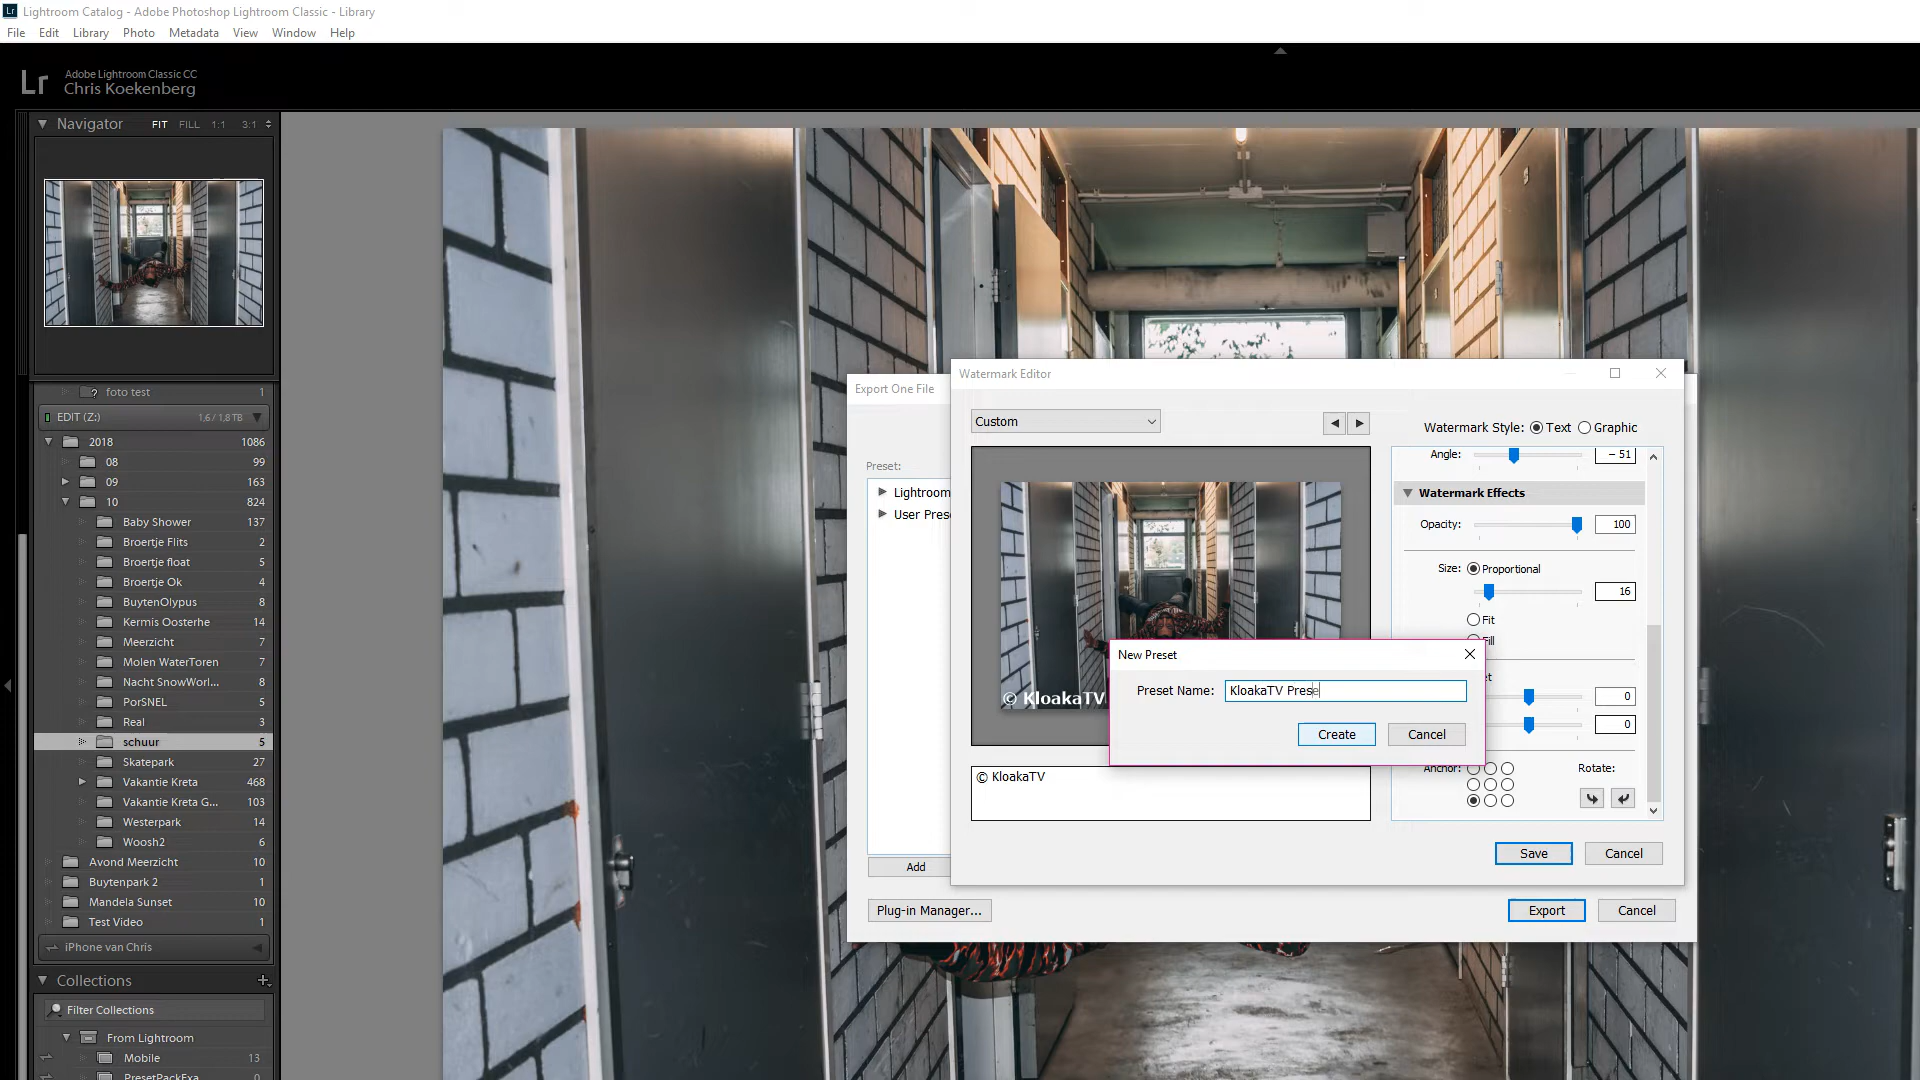 Lightroom Catalog - Adobe Photoshop Lightroom Classic - Library
File Edit Library Photo Metadata View Window Help
Lr Adobe Lightroom Classic CC
Chris Koekenberg
Navigator FIT FILL 1:1 3:1
foto test 1
EDIT (Z:) 1,6 / 1,8 TB
2018 1086
08 99
09 163
10 824
Baby Shower 137
Broertje Flits 2
Broertje float 5
Broertje Ok 4
BuytenOlypus 8
Kermis Oosterhe 14
Meerzicht 7
Molen WaterToren 7
Nacht SnowWorl... 8
PorSNEL 5
Real 3
schuur 5
Skatepark 27
Vakantie Kreta 468
Vakantie Kreta G... 103
Westerpark 14
Woosh2 6
Avond Meerzicht 10
Buytenpark 2 1
Mandela Sunset 10
Test Video 1
iPhone van Chris
Collections
Filter Collections
From Lightroom
Mobile 13
PresetPackExa 0
Export One File
Preset:
Lightroom
User Prese
Add
Plug-in Manager...
Export Cancel
Watermark Editor
Custom
Watermark Style: Text Graphic
Angle: - 51
Watermark Effects
Opacity: 100
Size: Proportional
16
Fit
Fill
et
0
0
Anchor: Rotate:
© KloakaTV
© KloakaTV
Save Cancel
New Preset
Preset Name: KloakaTV Prese
Create Cancel